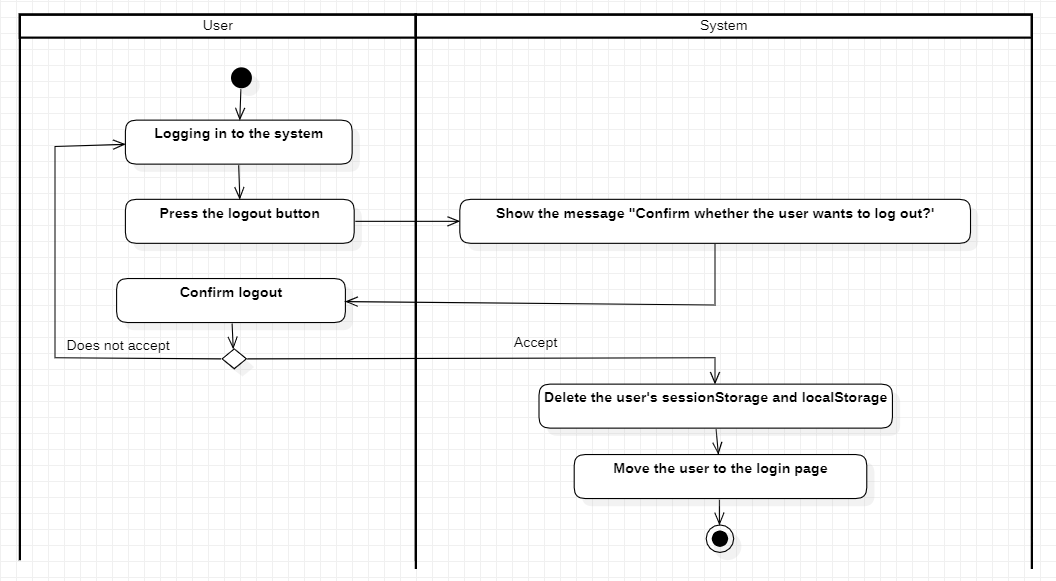 User
System
Logging in to the system
Press the logout button
Show the message "Confirm whether the user wants to log out?'
Confirm logout
Does not accept
Accept
Delete the user's sessionStorage and localStorage
Move the user to the login page